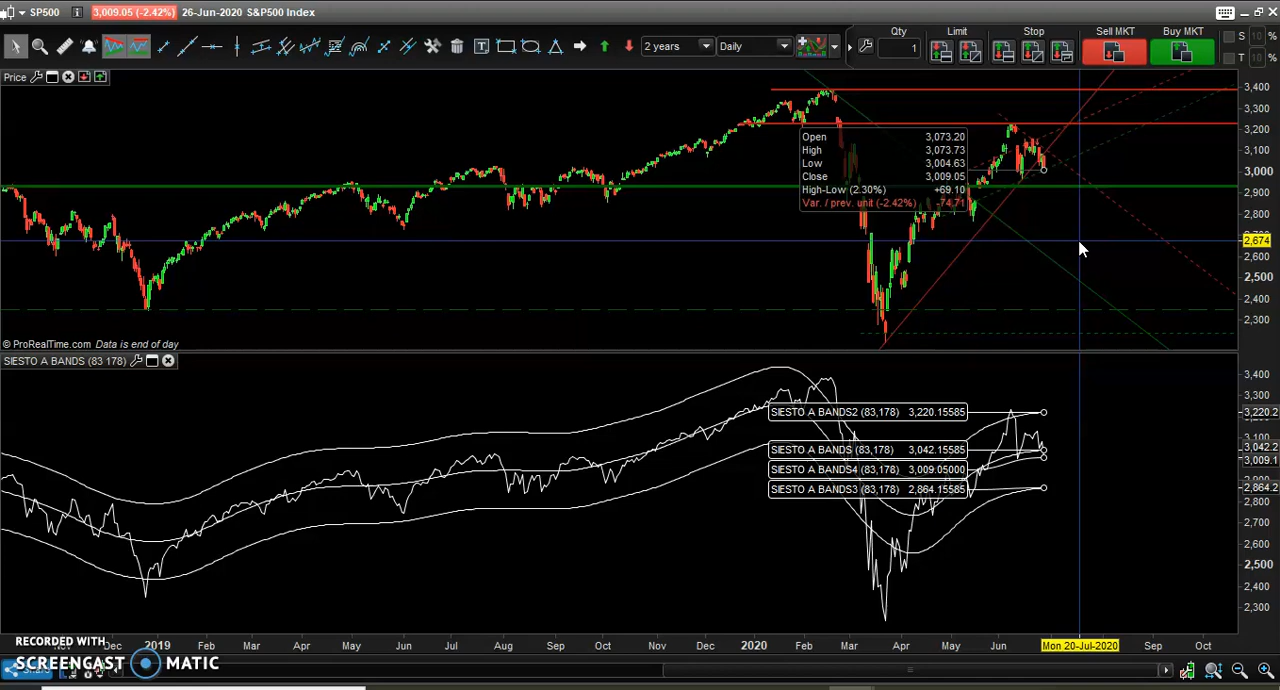 SP500 i 3,009.05 (-2.42%) 26-Jun-2020 S&P500 Index
Qty Limit Stop Sell MKT Buy MKT S 10 %
2 years Daily 1 T 10 %
Price
3,400
3,300
3,200
3,100
3,000
2,900
2,800
2,674
2,600
2,500
2,400
2,300
Open 3,073.20
High 3,073.73
Low 3,004.63
Close 3,009.05
High-Low (2.30%) +69.10
Var. / prev. unit (-2.42%) -74.71
© ProRealTime.com Data is end of day
SIESTO A BANDS (83 178)
3,400
3,300
3,220.2
3,100
3,042.2
3,009.1
2,864.2
2,800
2,700
2,600
2,500
2,400
2,300
SIESTO A BANDS2 (83,178) 3,220.15585
SIESTO A BANDS (83,178) 3,042.15585
SIESTO A BANDS4 (83,178) 3,009.05000
SIESTO A BANDS3 (83,178) 2,864.15585
Dec 2019 Feb Mar Apr May Jun Jul Aug Sep Oct Nov Dec 2020 Feb Mar Apr May Jun Mon 20-Jul-2020 Sep Oct
RECORDED WITH
SCREENCAST MATIC
Share